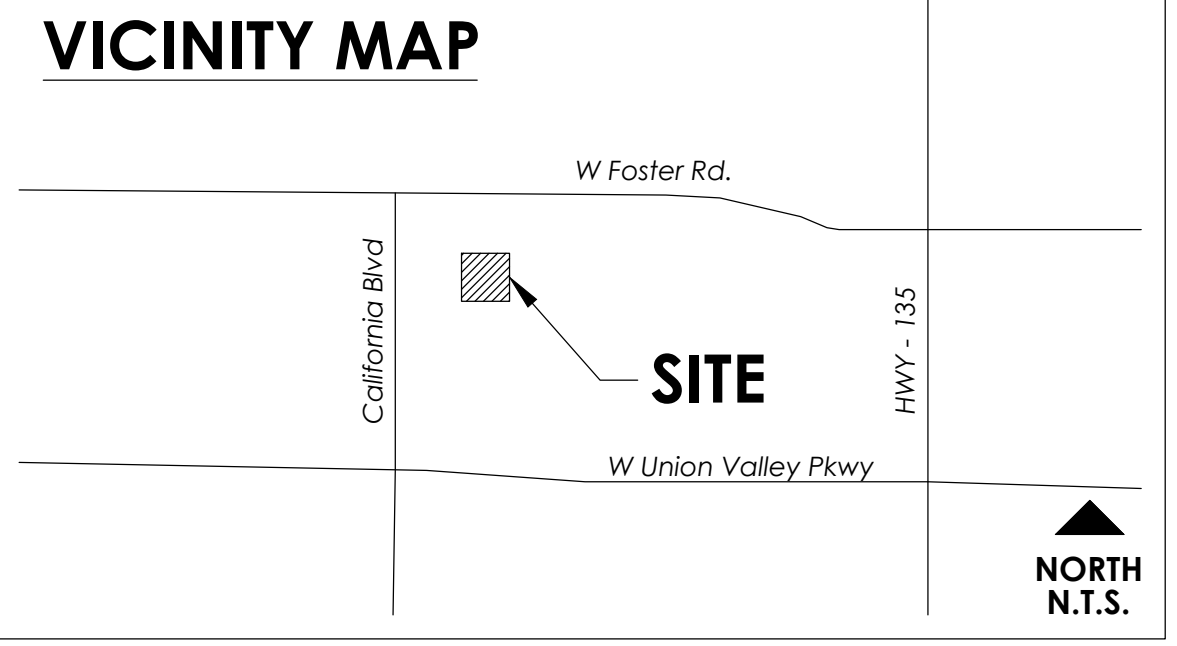 VICINITY MAP
W Foster Rd.
California Blvd
HWY - 135
SITE
W Union Valley Pkwy
NORTH
N.T.S.